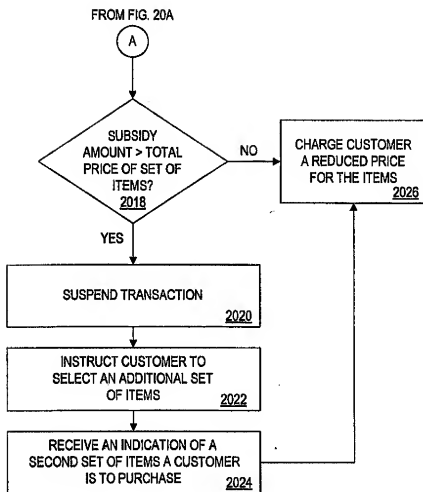 FROM FIG. 20A
A
SUBSIDY
AMOUNT > TOTAL
PRICE OF SET OF
ITEMS?
2018
NO
CHARGE CUSTOMER
A REDUCED PRICE
FOR THE ITEMS
2026
YES
SUSPEND TRANSACTION
2020
INSTRUCT CUSTOMER TO
SELECT AN ADDITIONAL SET
OF ITEMS
2022
RECEIVE AN INDICATION OF A
SECOND SET OF ITEMS A CUSTOMER
IS TO PURCHASE
2024